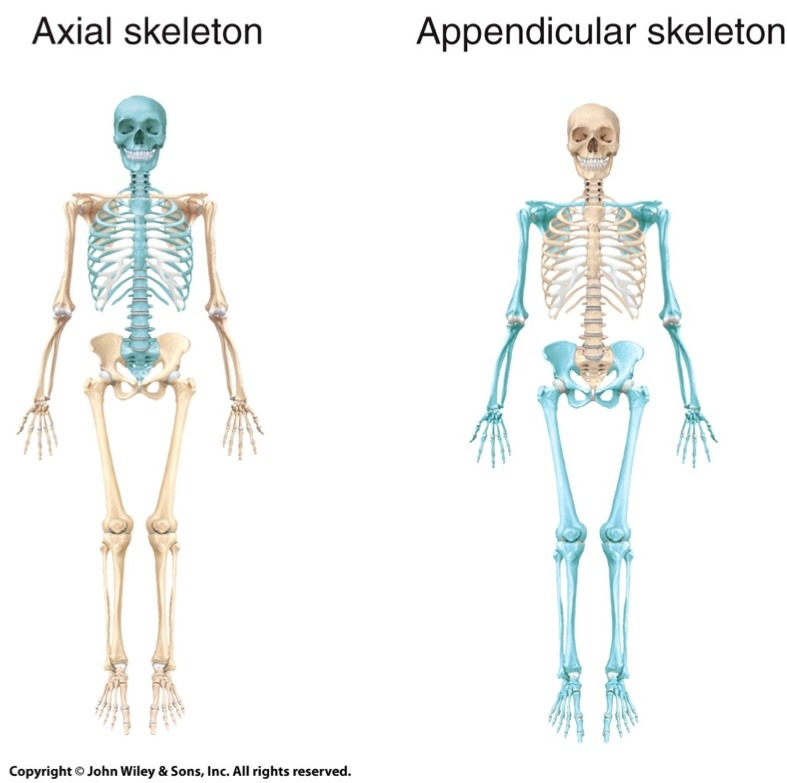 Axial skeleton
Appendicular skeleton
Copyright © John Wiley & Sons, Inc. All rights reserved.